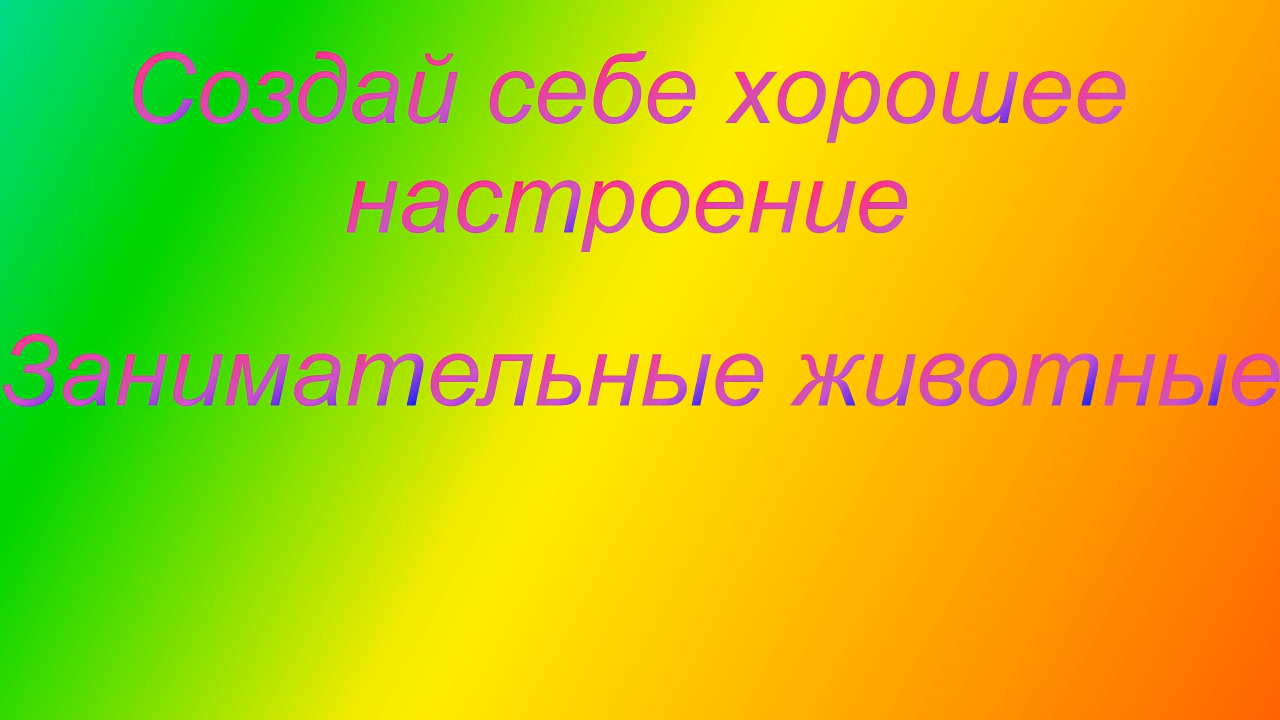 Создай себе хорошее
настроение
Занимательные животные